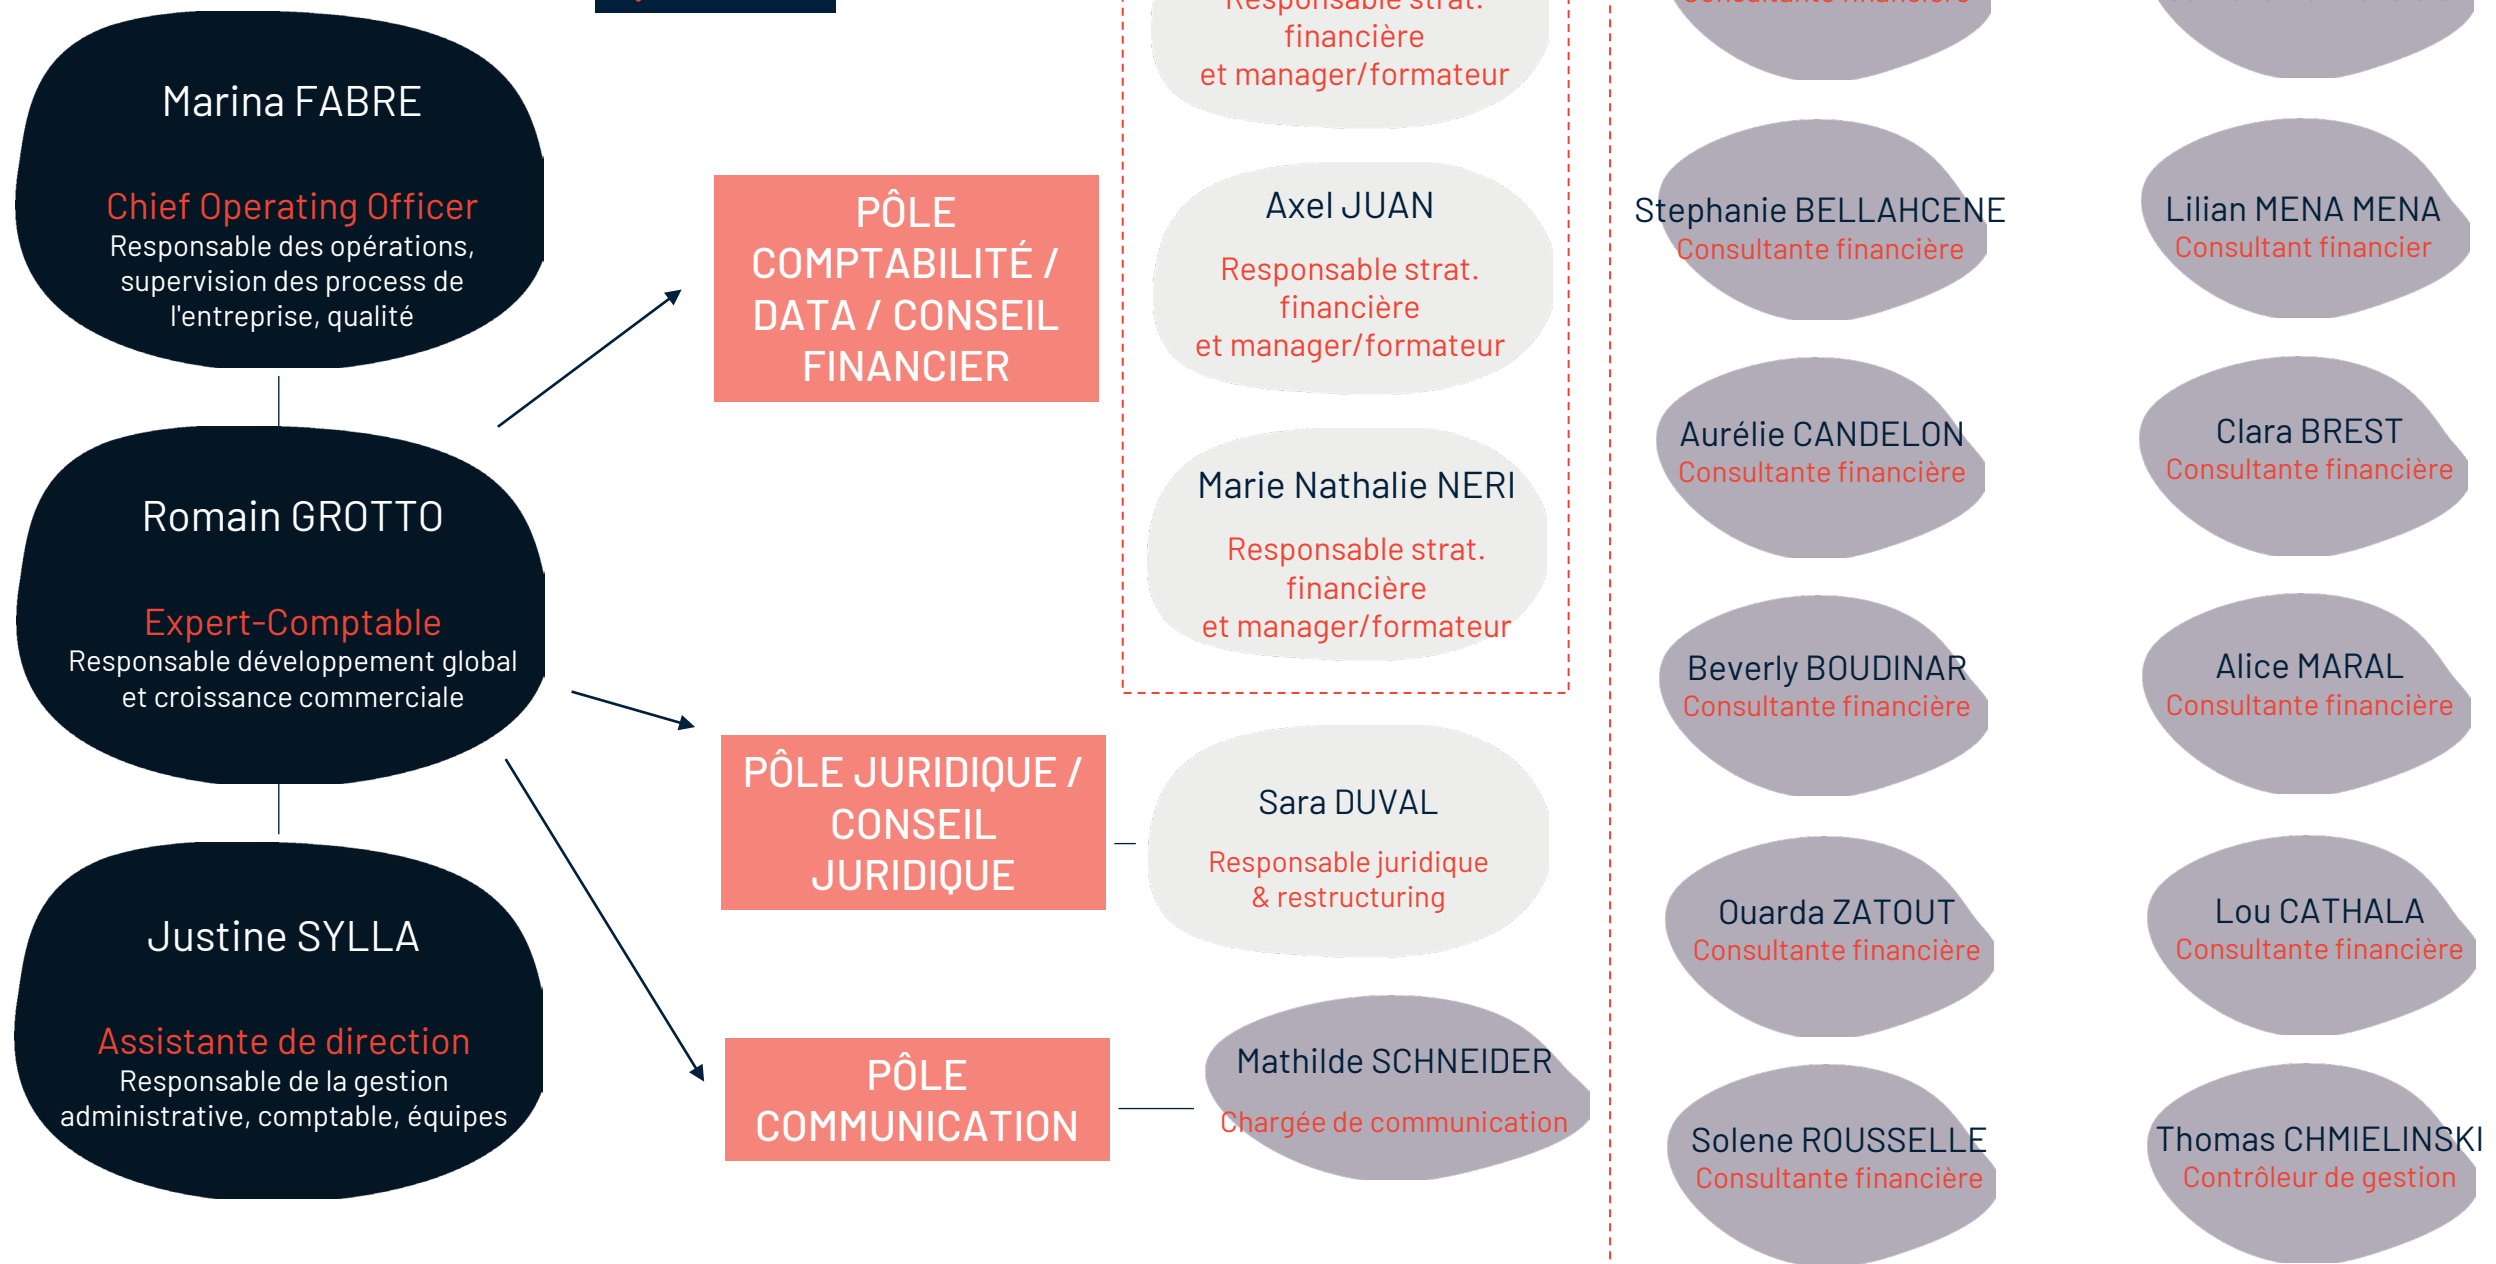 Marina FABRE
Chief Operating Officer
Responsable des opérations,
supervision des process de
l'entreprise, qualité
Romain GROTTO
Expert-Comptable
Responsable développement global
et croissance commerciale
Justine SYLLA
Assistante de direction
Responsable de la gestion
administrative, comptable, équipes
PÔLE
COMPTABILITÉ /
DATA / CONSEIL
FINANCIER
PÔLE JURIDIQUE /
CONSEIL
JURIDIQUE
PÔLE
COMMUNICATION
Responsable strat.
financière
et manager/formateur
Axel JUAN
Responsable strat.
financière
et manager/formateur
Marie Nathalie NERI
Responsable strat.
financière
et manager/formateur
Sara DUVAL
Responsable juridique
& restructuring
Mathilde SCHNEIDER
Chargée de communication
Consultante financière
Stephanie BELLAHCENE
Consultante financière
Aurélie CANDELON
Consultante financière
Beverly BOUDINAR
Consultante financière
Ouarda ZATOUT
Consultante financière
Solene ROUSSELLE
Consultante financière
Lilian MENA MENA
Consultant financier
Clara BREST
Consultante financière
Alice MARAL
Consultante financière
Lou CATHALA
Consultante financière
Thomas CHMIELINSKI
Contrôleur de gestion